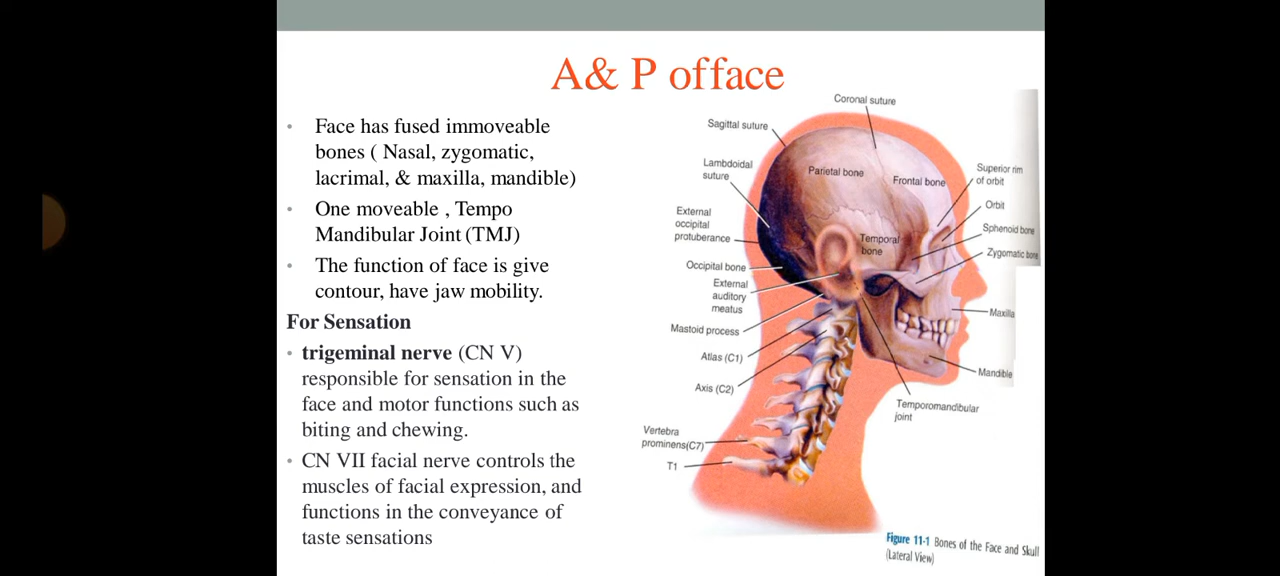 A& P offace
• Face has fused immoveable
bones ( Nasal, zygomatic,
lacrimal, & maxilla, mandible)
• One moveable , Tempo
Mandibular Joint (TMJ)
• The function of face is give
contour, have jaw mobility.
For Sensation
• trigeminal nerve (CN V)
responsible for sensation in the
face and motor functions such as
biting and chewing.
• CN VII facial nerve controls the
muscles of facial expression, and
functions in the conveyance of
taste sensations
Coronal suture
Sagittal suture
Lambdoidal
suture
Parietal bone
Frontal bone
Superior rim
of orbit
Orbit
External
occipital
protuberance
Temporal
bone
Sphenoid bone
Zygomatic bone
Occipital bone
External
auditory
meatus
Mastoid process
Maxilla
Atlas (C1)
Axis (C2)
Mandible
Temporomandibular
joint
Vertebra
prominens(C7)
T1
Figure 11-1 Bones of the Face and Skull
(Lateral View)